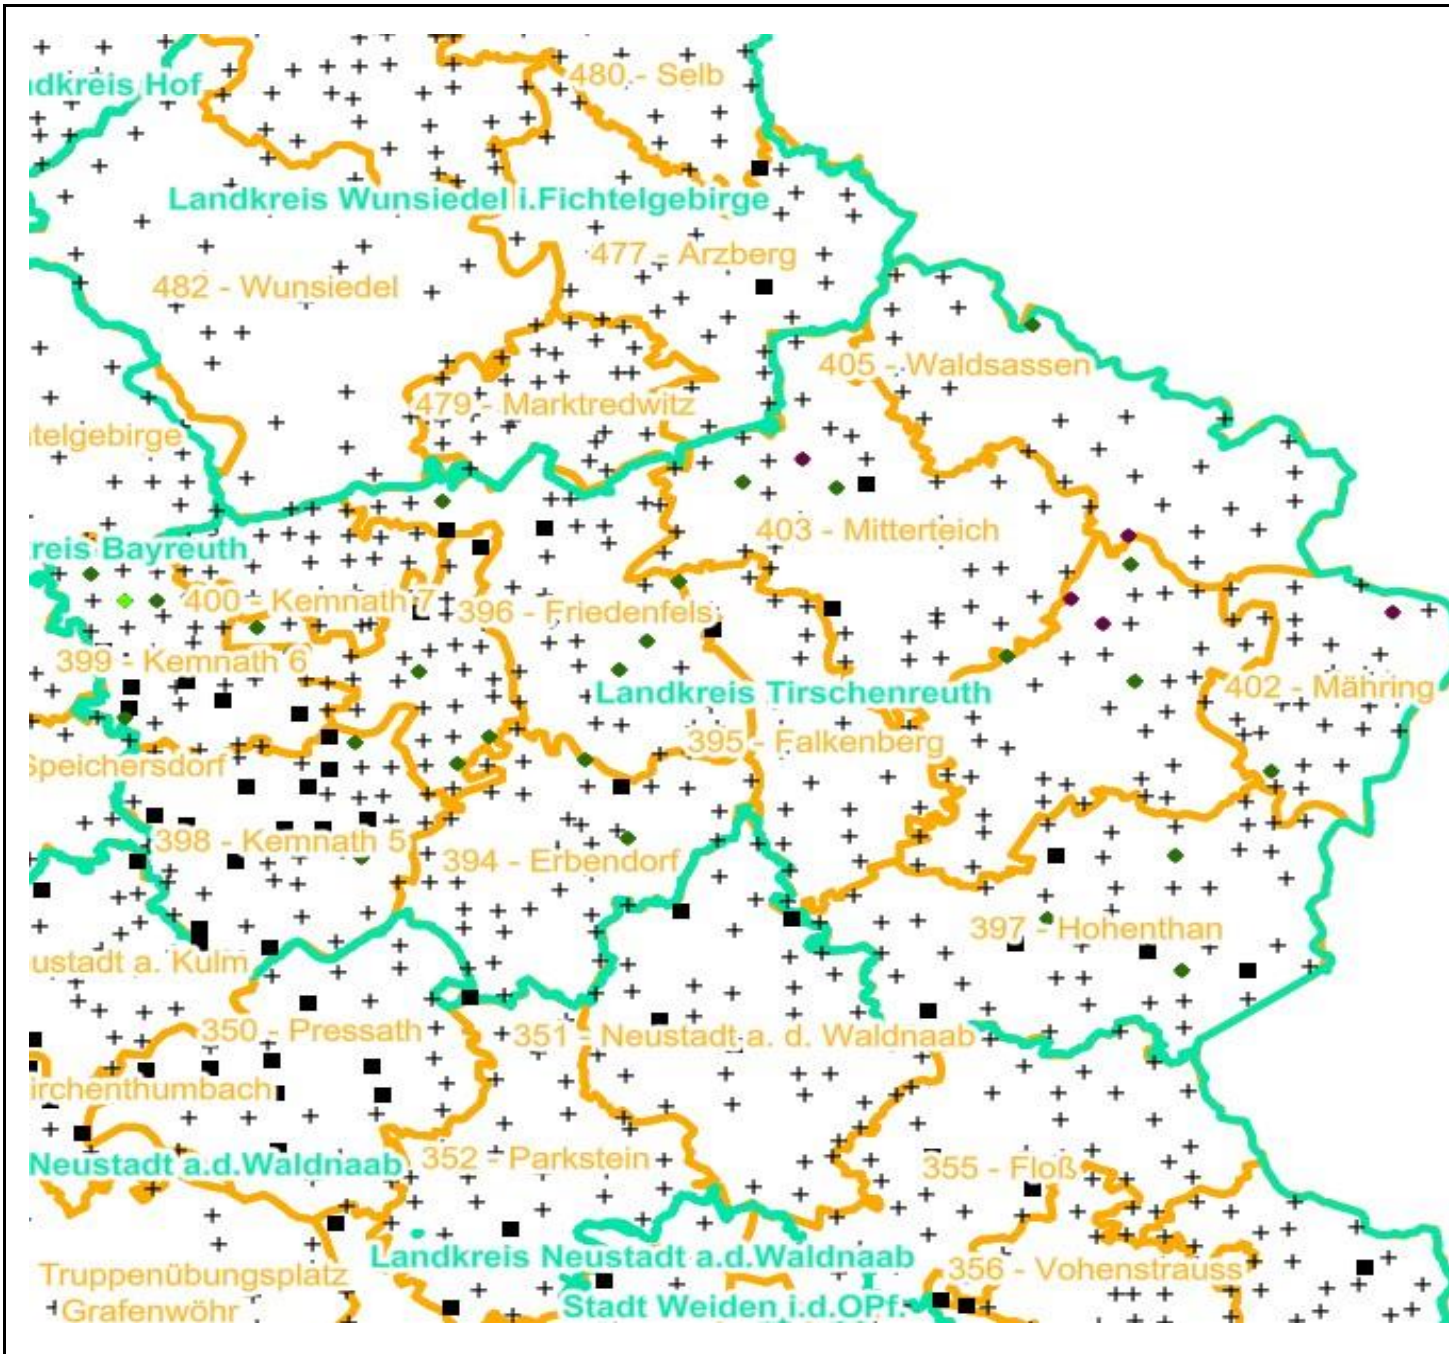 480 - Selb
ndkreis Hof
Landkreis Wunsiedel i.Fichtelgebirge
477 - Arzberg
482 - Wunsiedel
405 - Waldsassen
479 - Marktredwitz
htelgebirge
403 - Mitterteich
kreis Bayreuth
400 - Kemnath 7
396 - Friedenfels
399 - Kemnath 6
Landkreis Tirschenreuth
402 - Mähring
395 - Falkenberg
Speichersdorf
398 - Kemnath 5
394 - Erbendorf
397 - Hohenthan
ustadt a. Kulm
350 - Pressath
351 - Neustadt a. d. Waldnaab
irchenthumbach
Neustadt a.d.Waldnaab
352 - Parkstein
355 - Floß
Landkreis Neustadt a.d.Waldnaab
356 - Vohenstrauss
Truppenübungsplatz
Grafenwöhr
Stadt Weiden i.d.OPf.